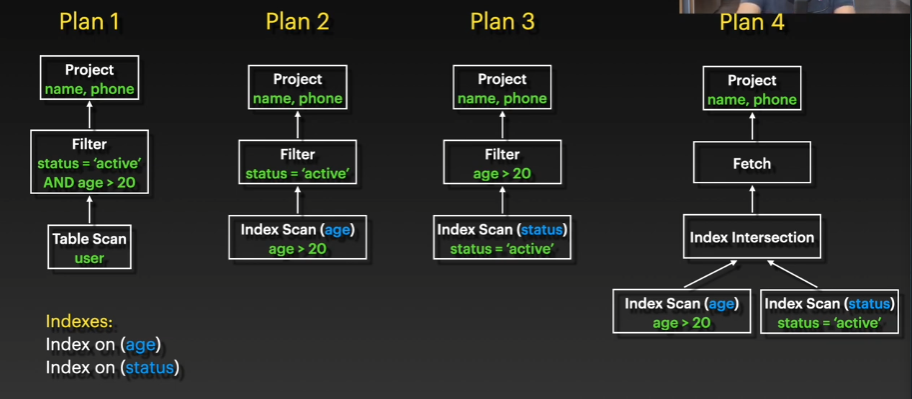 Plan 1
Project
name, phone
Filter
status = ‘active’
AND age > 20
Table Scan
user
Plan 2
Project
name, phone
Filter
status = ‘active’
Index Scan (age)
age > 20
Plan 3
Project
name, phone
Filter
age > 20
Index Scan (status)
status = ‘active’
Plan 4
Project
name, phone
Fetch
Index Intersection
Index Scan (age)
age > 20
Index Scan (status)
status = ‘active’
Indexes:
Index on (age)
Index on (status)